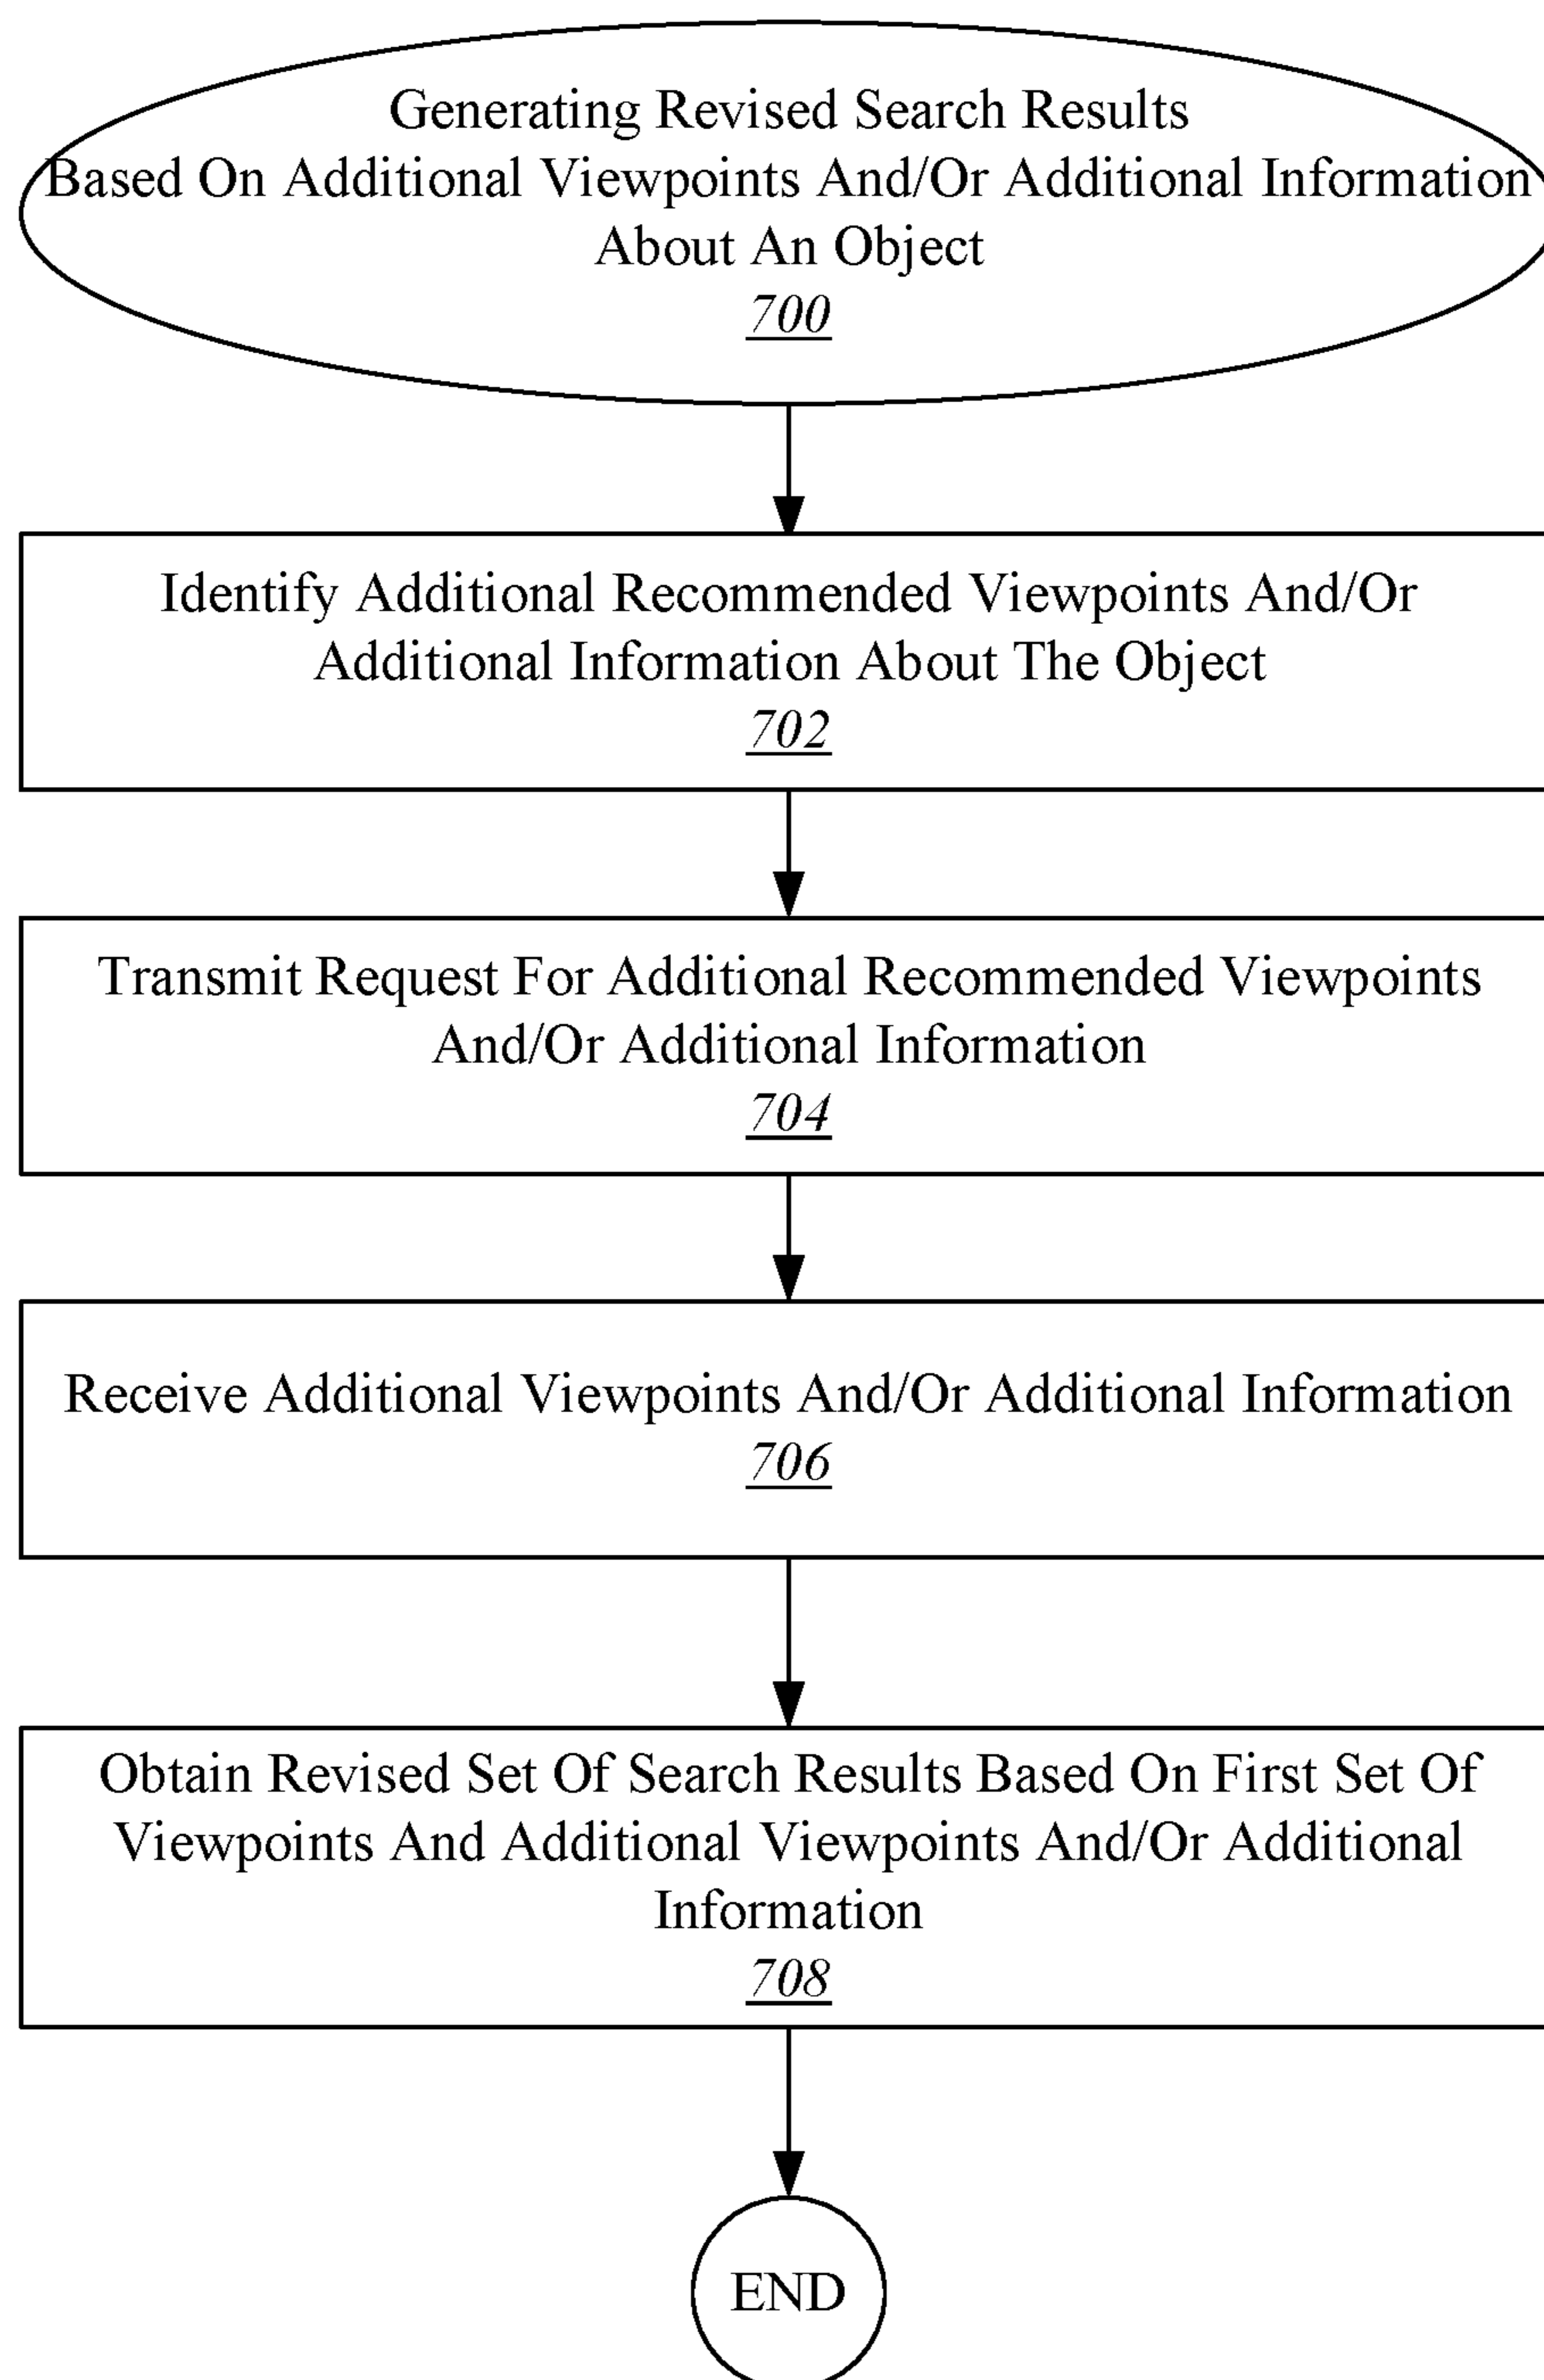 Generating Revised Search Results
Based On Additional Viewpoints And/Or Additional Information
About An Object
700
Identify Additional Recommended Viewpoints And/Or
Additional Information About The Object
702
Transmit Request For Additional Recommended Viewpoints
And/Or Additional Information
704
Receive Additional Viewpoints And/Or Additional Information
706
Obtain Revised Set Of Search Results Based On First Set Of
Viewpoints And Additional Viewpoints And/Or Additional
Information
708
END